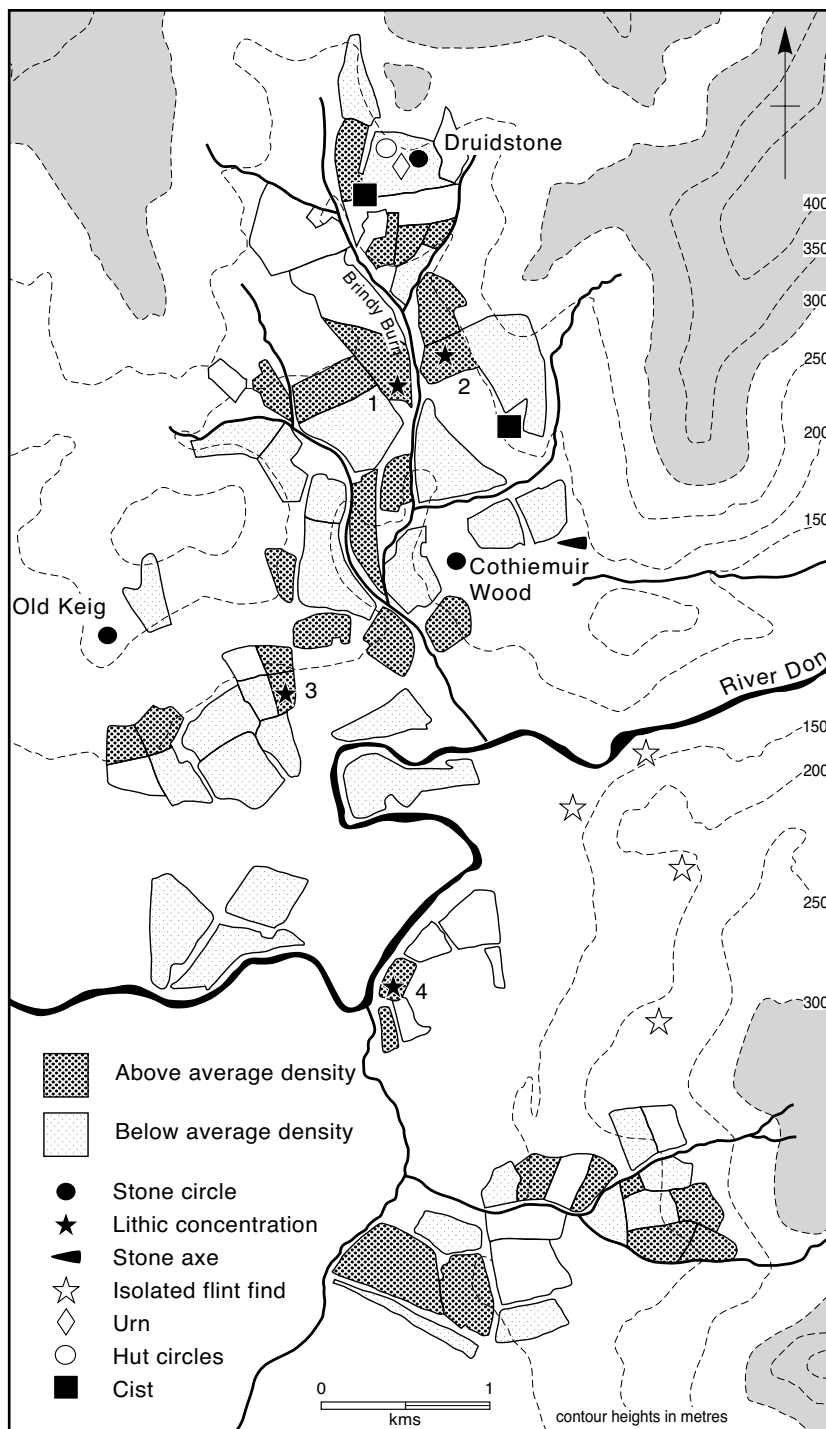 Druidstone
400
350
300
250
200
150
Brindy Burn
1
2
Cothiemuir
Wood
Old Keig
River Don
3
150
200
250
300
4
Above average density
Below average density
Stone circle
Lithic concentration
Stone axe
Isolated flint find
Urn
Hut circles
Cist
0 1
kms
contour heights in metres